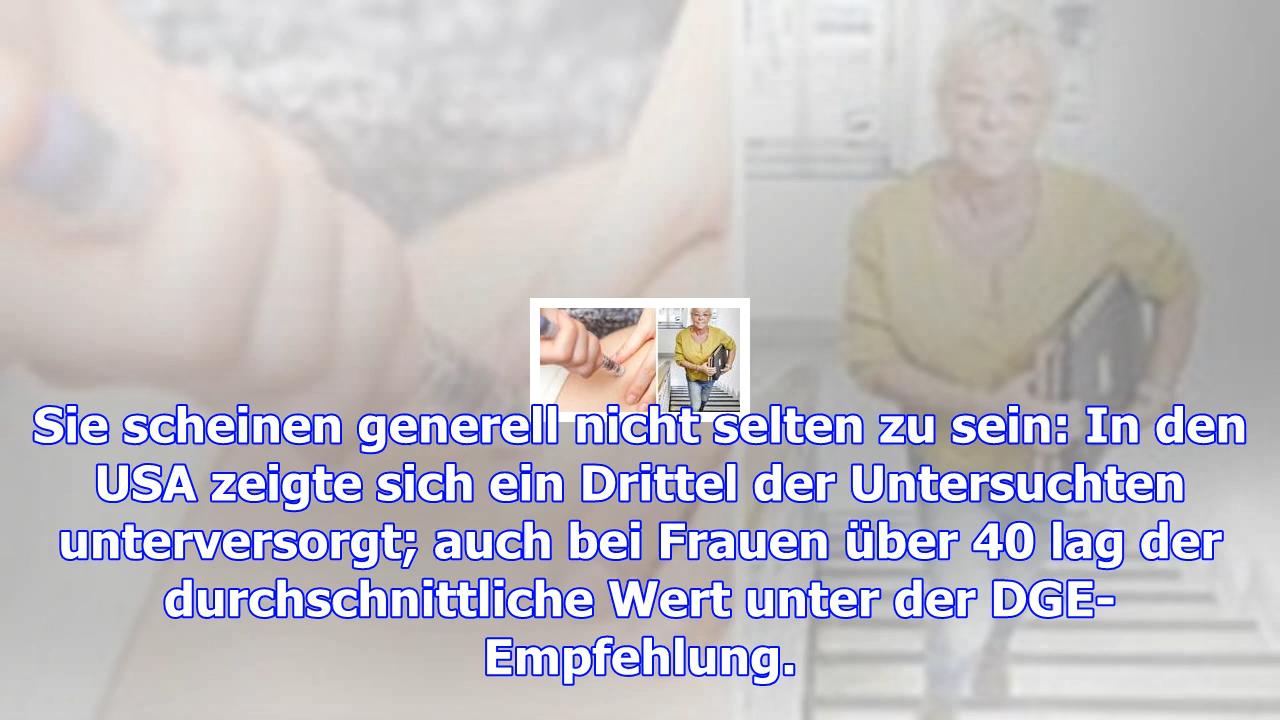 Sie scheinen generell nicht selten zu sein: In den
USA zeigte sich ein Drittel der Untersuchten
unterversorgt; auch bei Frauen über 40 lag der
durchschnittliche Wert unter der DGE-
Empfehlung.